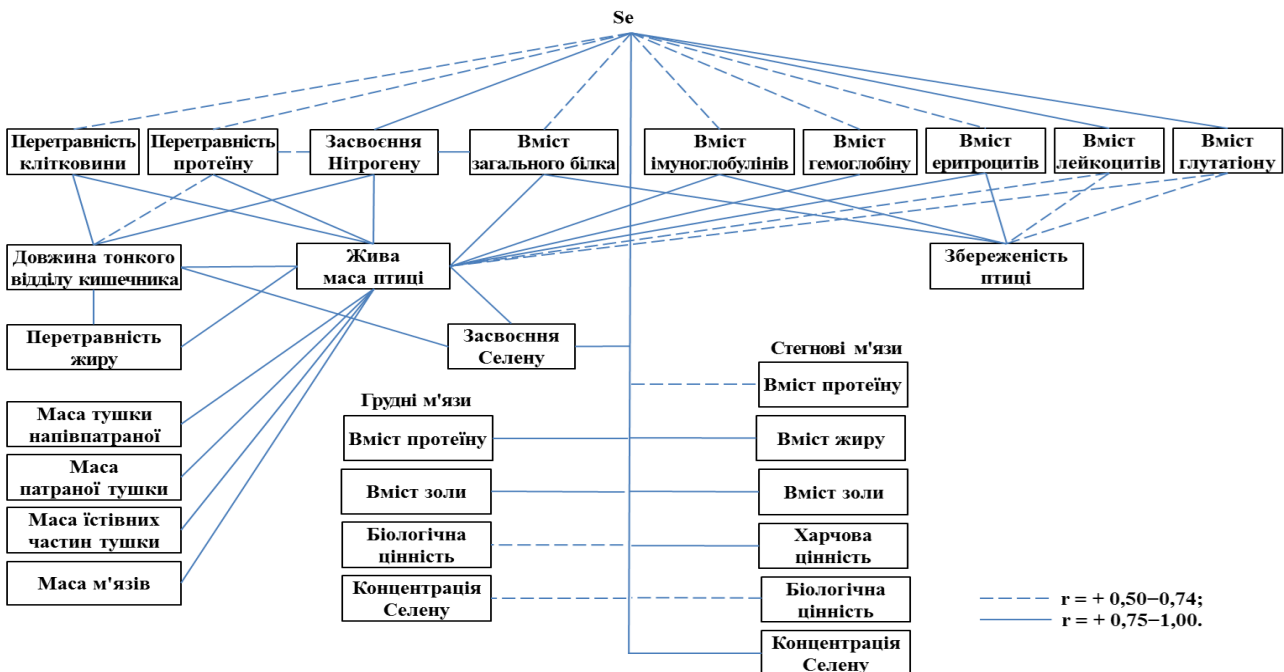 Se
Перетравність
клітковини
Перетравність
протеїну
Засвоєння
Нітрогену
Вміст
загального білка
Вміст
імуноглобулінів
Вміст
гемоглобіну
Вміст
еритроцитів
Вміст
лейкоцитів
Вміст
глутатіону
Довжина тонкого
відділу кишечника
Жива
маса птиці
Збереженість
птиці
Перетравність
жиру
Засвоєння
Селену
Стегнові м'язи
Вміст протеїну
Грудні м'язи
Маса тушки
напівпатраної
Вміст протеїну
Вміст жиру
Маса
патраної тушки
Вміст золи
Вміст золи
Маса їстівних
частин тушки
Біологічна
цінність
Харчова
цінність
Маса м'язів
Концентрація
Селену
Біологічна
цінність
Концентрація
Селену
r = + 0,50−0,74;
r = + 0,75−1,00.